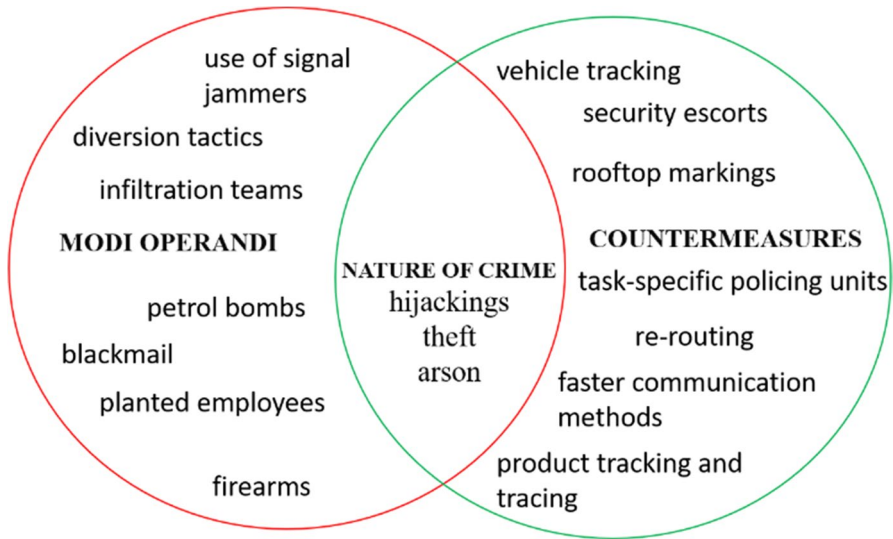 use of signal
jammers
diversion tactics
infiltration teams
MODI OPERANDI
petrol bombs
blackmail
planted employees
firearms
NATURE OF CRIME
hijackings
theft
arson
vehicle tracking
security escorts
rooftop markings
COUNTERMEASURES
task-specific policing units
re-routing
faster communication
methods
product tracking and
tracing